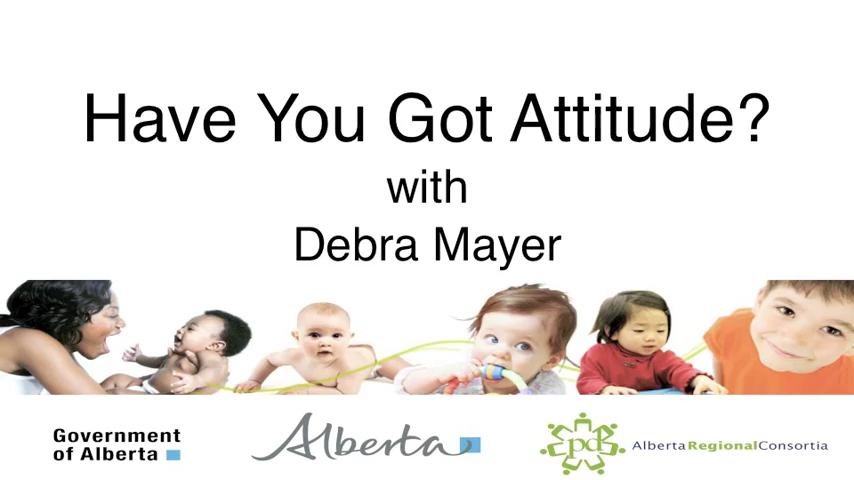 Have You Got Attitude?
with
Debra Mayer
Government
of Alberta
Alberta
pd
AlbertaRegionalConsortia